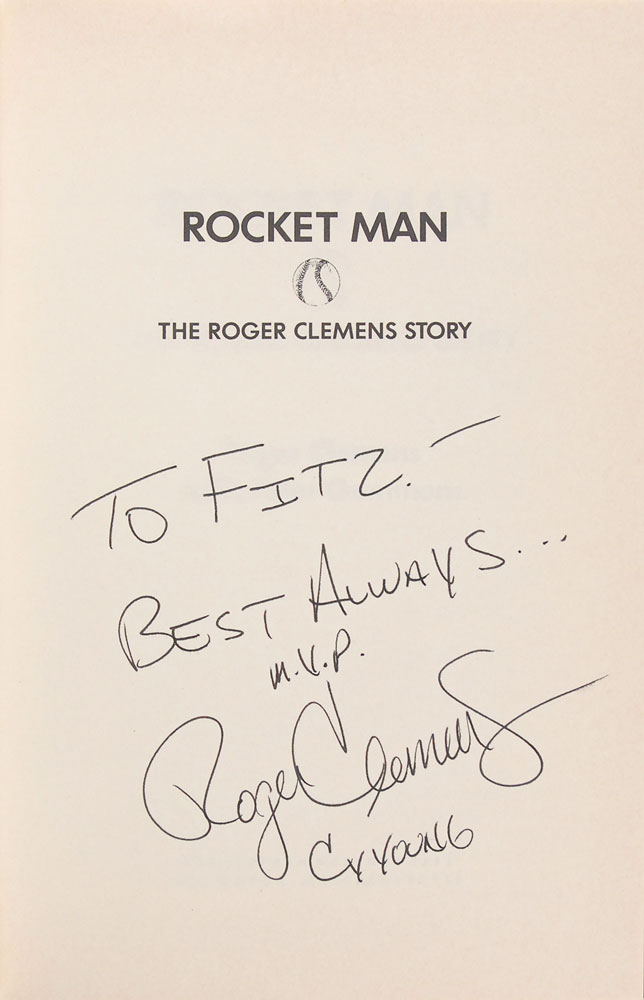 ROCKET MAN
THE ROGER CLEMENS STORY
TO FITZ. —
BEST ALWAYS...
M.V.P.
Roger Clemens
CY YOUNG